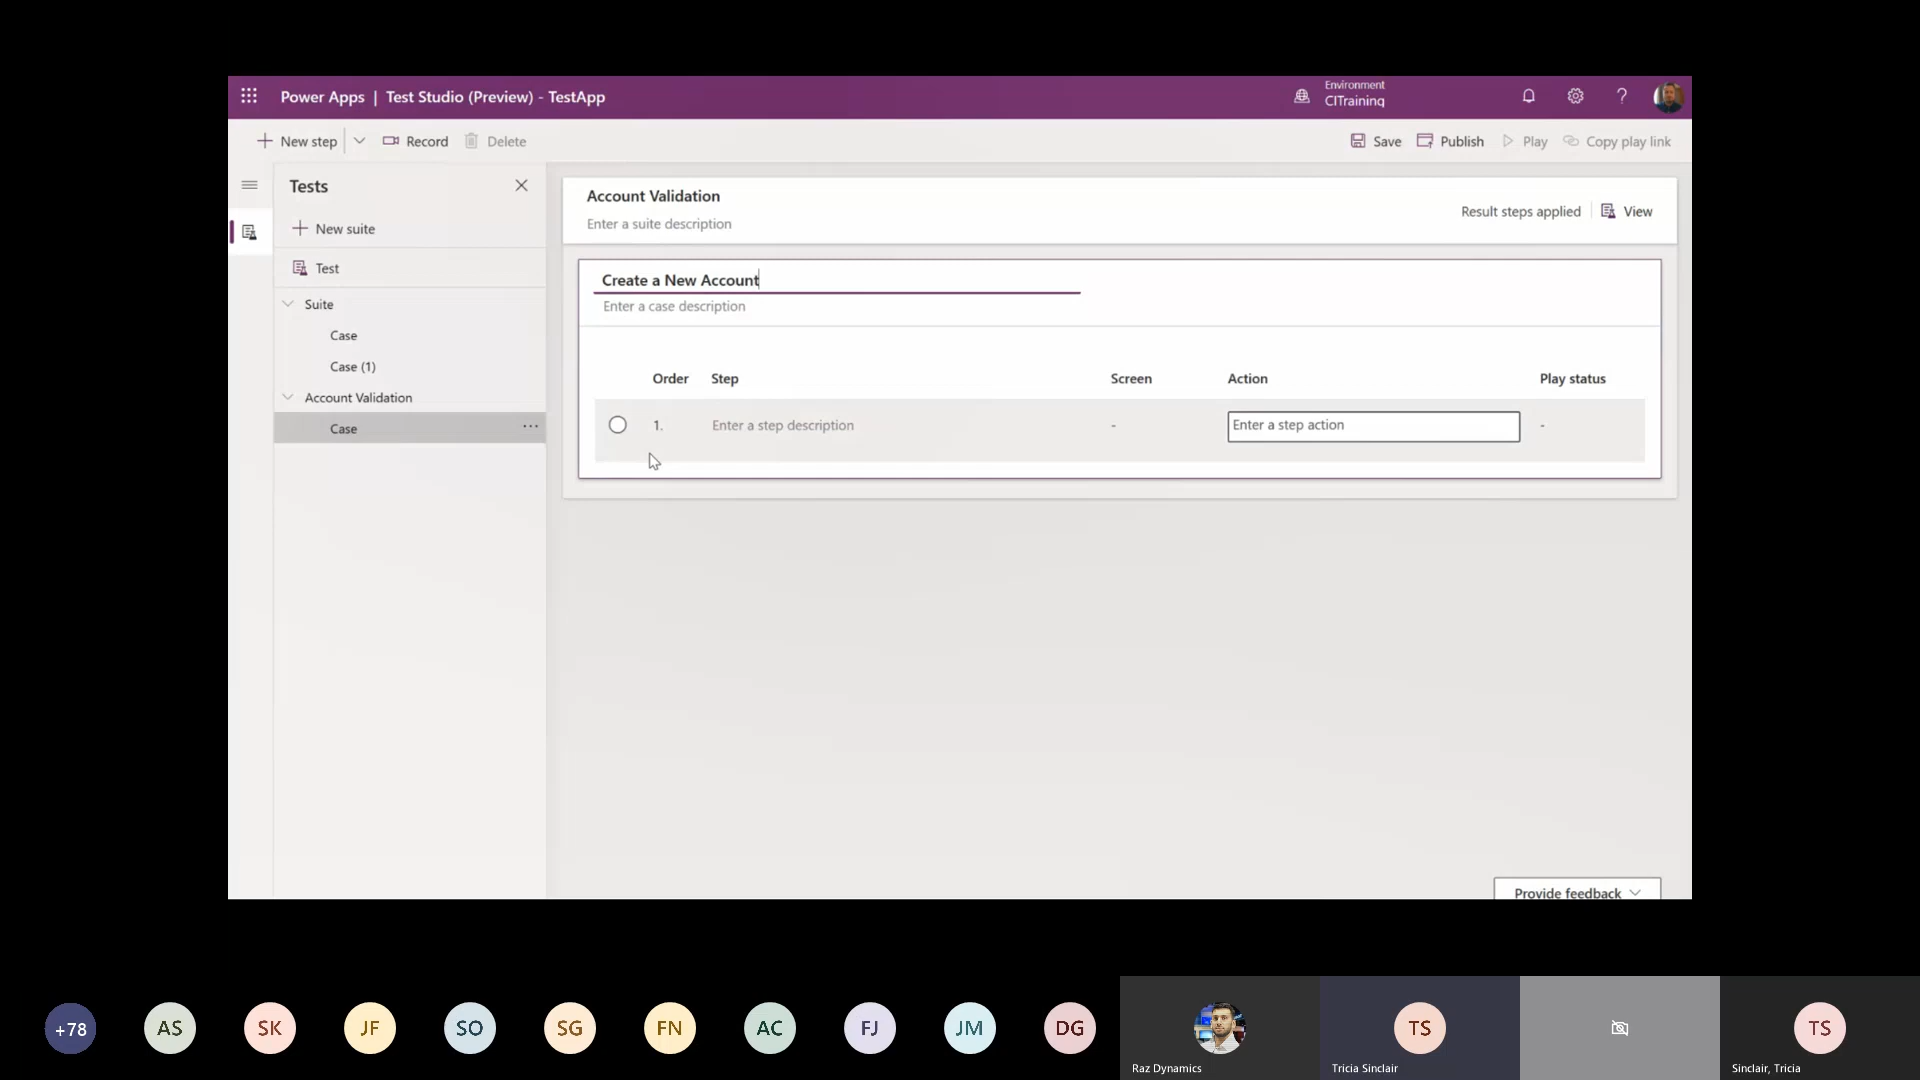 Power Apps | Test Studio (Preview) - TestApp
Environment
CITraining
?
New step
Record
Delete
Save
Publish
Play
Copy play link
Tests
New suite
Test
Suite
Case
Case (1)
Account Validation
Case
...
Account Validation
Enter a suite description
Result steps applied
View
Create a New Account
Enter a case description
Order Step Screen Action Play status
1. Enter a step description - Enter a step action -
Provide feedback
+78 AS SK JF SO SG FN AC FJ JM DG TS TS
Raz Dynamics
Tricia Sinclair
Sinclair, Tricia